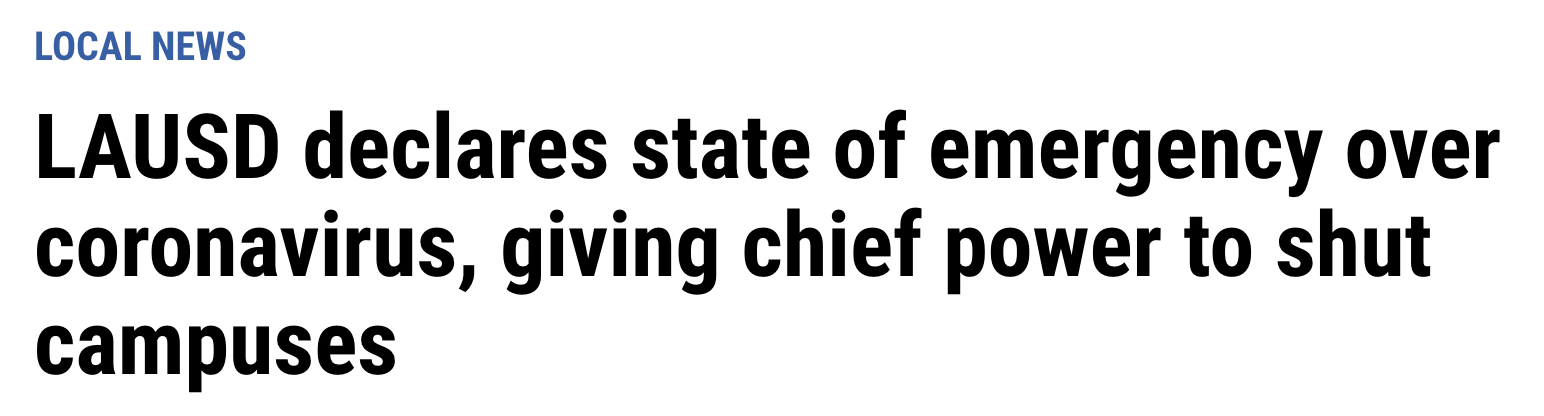 LOCAL NEWS
LAUSD declares state of emergency over
coronavirus, giving chief power to shut
campuses